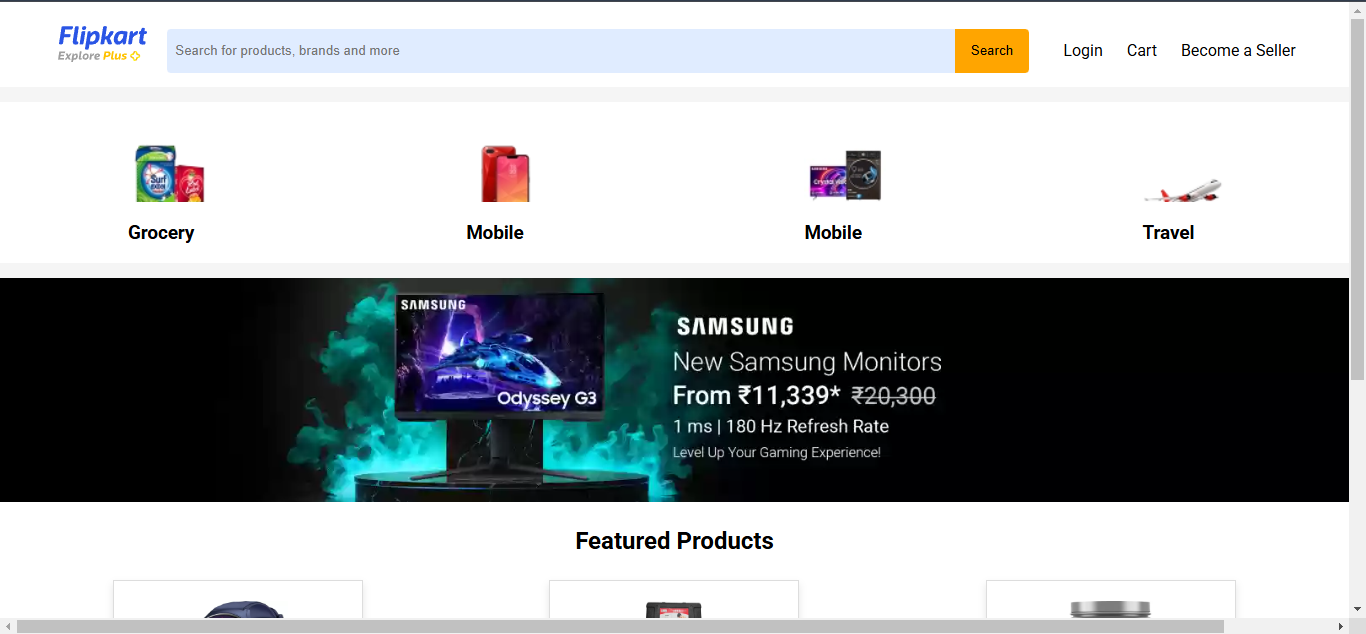 Flipkart
Explore Plus
Search for products, brands and more
Search
Login
Cart
Become a Seller
Surf excel
Grocery
Mobile
Mobile
Travel
SAMSUNG
Odyssey G3
SAMSUNG
New Samsung Monitors
From ₹11,339* ₹20,300
1 ms | 180 Hz Refresh Rate
Level Up Your Gaming Experience!
Featured Products